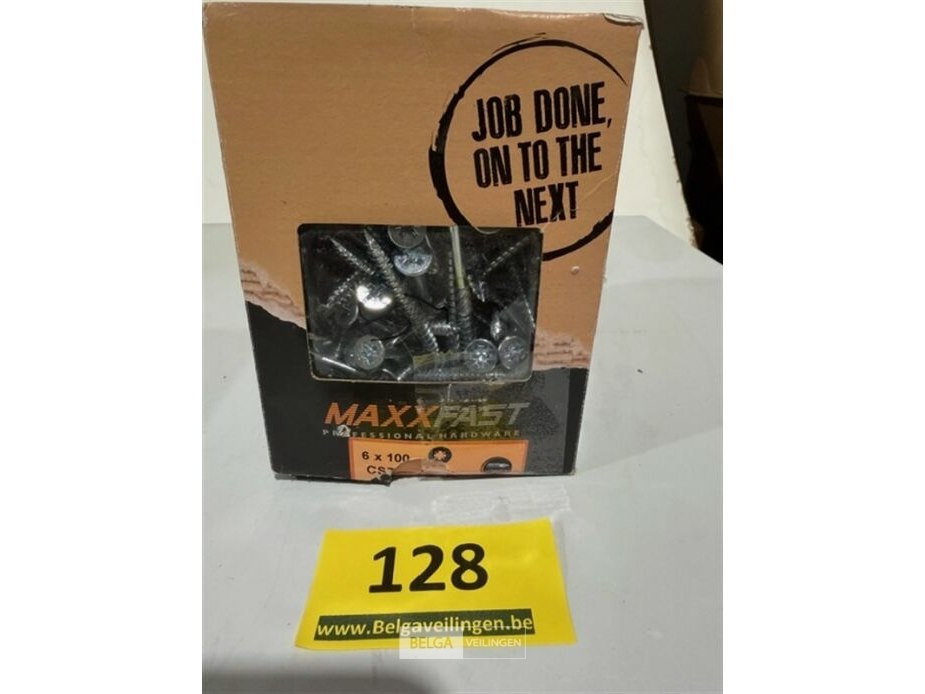 JOB DONE,
ON TO THE
NEXT
MAXXFAST
PROFESSIONAL HARDWARE
6 x 100
128
www.Belgaveilingen.be
BELGA VEILINGEN